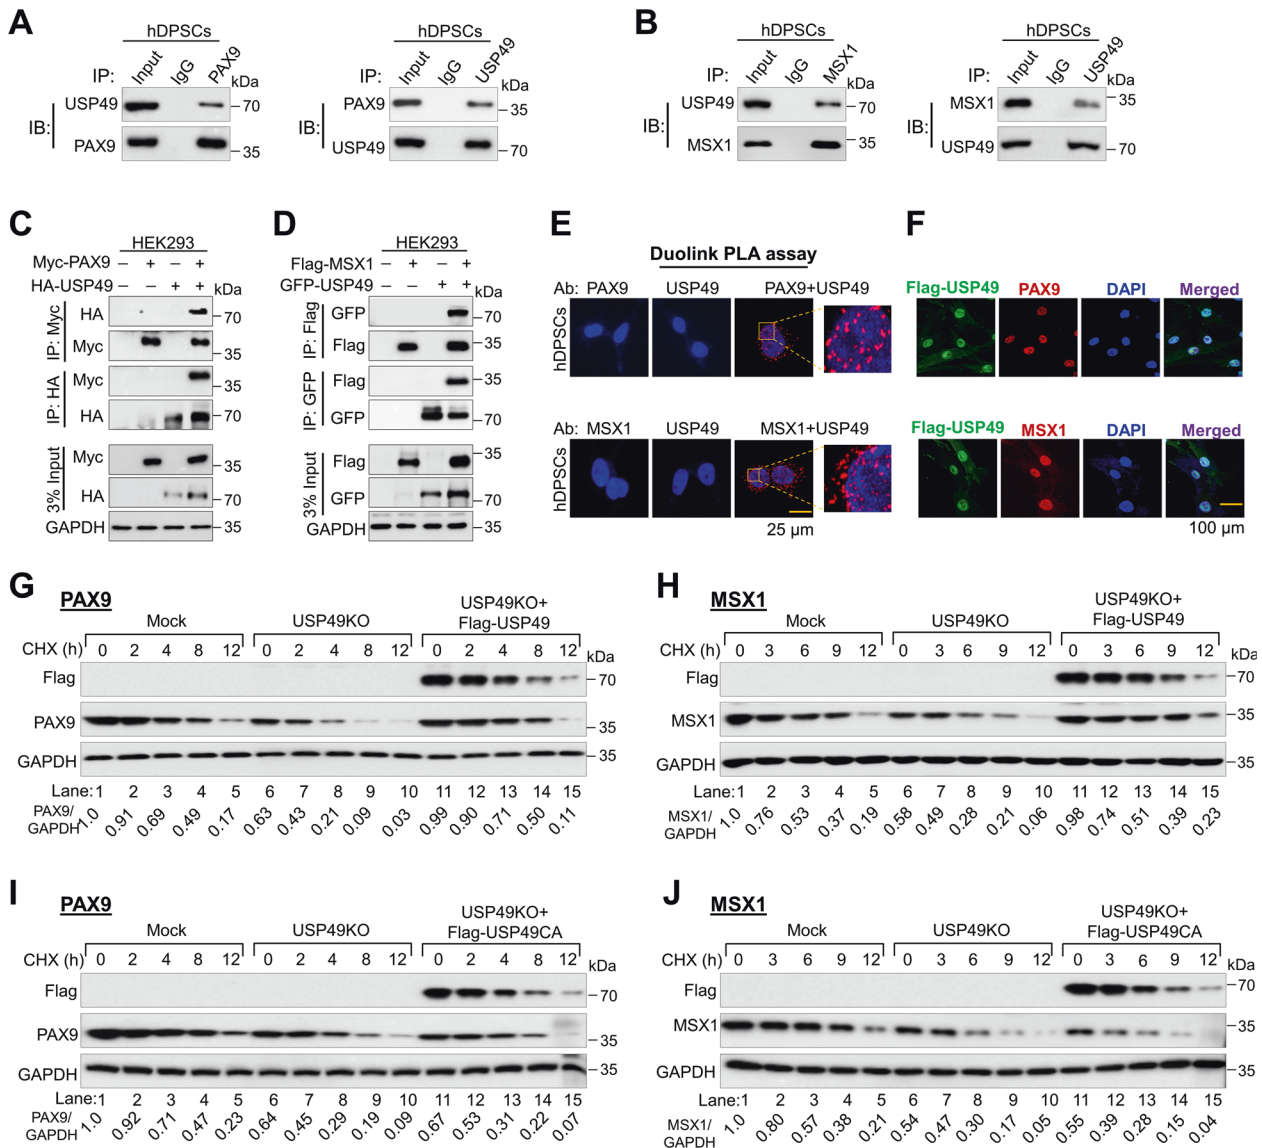 A
hDPSCs
IP: Input IgG PAX9
kDa
USP49 70
IB:
PAX9 35
hDPSCs
IP: Input IgG USP49
kDa
PAX9 35
IB:
USP49 70
B
hDPSCs
IP: Input IgG MSX1
kDa
USP49 70
IB:
MSX1 35
hDPSCs
IP: Input IgG USP49
kDa
MSX1 35
IB:
USP49 70
C
HEK293
Myc-PAX9 – + – +
HA-USP49 – – + +
kDa
IP: Myc
HA 70
Myc 35
IP: HA
Myc 35
HA 70
3% Input
Myc 35
HA 70
GAPDH 35
D
HEK293
Flag-MSX1 – + – +
GFP-USP49 – – + +
kDa
IP: Flag
GFP 70
Flag 35
IP: GFP
Flag 35
GFP 70
3% Input
Flag 35
GFP 70
GAPDH 35
E
Duolink PLA assay
Ab: PAX9 USP49 PAX9+USP49
hDPSCs
Ab: MSX1 USP49 MSX1+USP49
hDPSCs
25 µm
F
Flag-USP49 PAX9 DAPI Merged
Flag-USP49 MSX1 DAPI Merged
100 µm
G
PAX9
Mock USP49KO USP49KO+
Flag-USP49
CHX (h) 0 2 4 8 12 0 2 4 8 12 0 2 4 8 12
kDa
Flag 70
PAX9 35
GAPDH 35
Lane:1 2 3 4 5 6 7 8 9 10 11 12 13 14 15
PAX9/
GAPDH 1.0 0.91 0.69 0.49 0.17 0.63 0.43 0.21 0.09 0.03 0.99 0.90 0.71 0.50 0.11
H
MSX1
Mock USP49KO USP49KO+
Flag-USP49
CHX (h) 0 3 6 9 12 0 3 6 9 12 0 3 6 9 12
kDa
Flag 70
MSX1 35
GAPDH 35
Lane:1 2 3 4 5 6 7 8 9 10 11 12 13 14 15
MSX1/
GAPDH 1.0 0.76 0.53 0.37 0.19 0.58 0.49 0.28 0.21 0.06 0.98 0.74 0.51 0.39 0.23
I
PAX9
Mock USP49KO USP49KO+
Flag-USP49CA
CHX (h) 0 2 4 8 12 0 2 4 8 12 0 2 4 8 12
kDa
Flag 70
PAX9 35
GAPDH 35
Lane:1 2 3 4 5 6 7 8 9 10 11 12 13 14 15
PAX9/
GAPDH 1.0 0.92 0.71 0.47 0.23 0.64 0.45 0.29 0.19 0.09 0.67 0.53 0.31 0.22 0.07
J
MSX1
Mock USP49KO USP49KO+
Flag-USP49CA
CHX (h) 0 3 6 9 12 0 3 6 9 12 0 3 6 9 12
kDa
Flag 70
MSX1 35
GAPDH 35
Lane:1 2 3 4 5 6 7 8 9 10 11 12 13 14 15
MSX1/
GAPDH 1.0 0.80 0.57 0.38 0.21 0.54 0.47 0.30 0.17 0.05 0.55 0.39 0.28 0.15 0.04